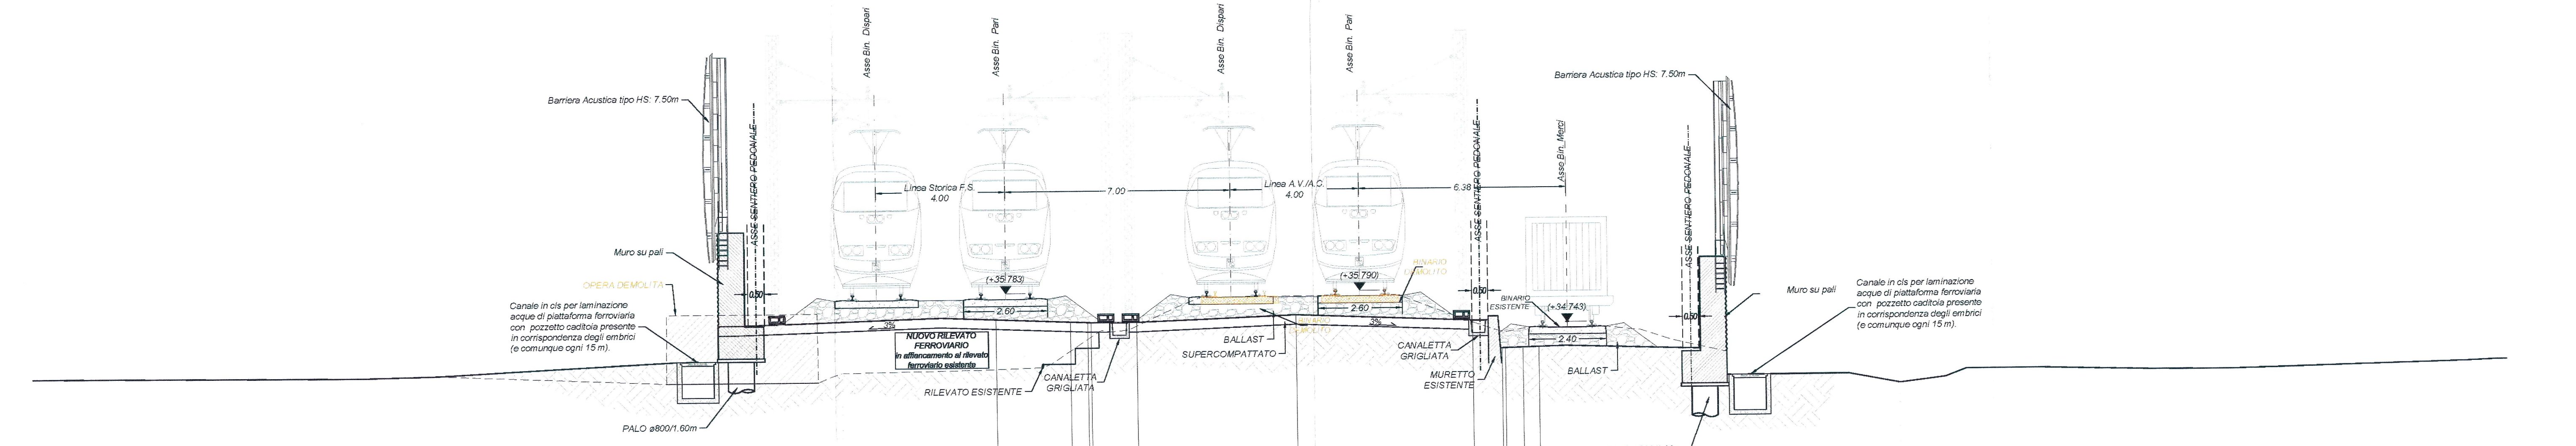 Asse Bin. Dispari
Asse Bin. Pari
Asse Bin. Dispari
Asse Bin. Pari
Barriera Acustica tipo HS: 7.50m
Barriera Acustica tipo HS: 7.50m
ASSE SENTIERO PEDONALE
ASSE SENTIERO PEDONALE
Asse Bin. Merci
ASSE SENTIERO PEDONALE
Linea Storica F.S.
4.00
7.00
Linea A.V./A.C.
4.00
6.38
Muro su pali
OPERA DEMOLITA
Canale in cls per laminazione
acque di piattaforma ferroviaria
con pozzetto caditoia presente
in corrispondenza degli embrici
(e comunque ogni 15 m).
0.50
(+35.783)
2.60
3%
NUOVO RILEVATO
FERROVIARIO
in affiancamento al rilevato
ferroviario esistente
RILEVATO ESISTENTE
CANALETTA
GRIGLIATA
PALO ø800/1.60m
(+35.790)
2.60
BINARIO
DEMOLITO
BINARIO
DEMOLITO
3%
BALLAST
SUPERCOMPATTATO
0.50
CANALETTA
GRIGLIATA
MURETTO
ESISTENTE
BINARIO
ESISTENTE
(+34.743)
2.40
BALLAST
0.50
Muro su pali
Canale in cls per laminazione
acque di piattaforma ferroviaria
con pozzetto caditoia presente
in corrispondenza degli embrici
(e comunque ogni 15 m).